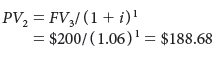 PV₂ = FV₃/(1 + i)¹
= $200/(1.06)¹ = $188.68